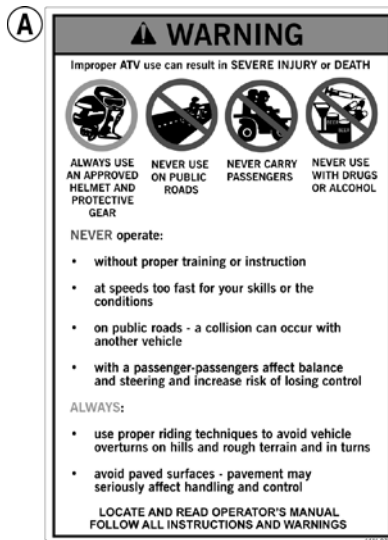 A
WARNING
Improper ATV use can result in SEVERE INJURY or DEATH
ALWAYS USE
AN APPROVED
HELMET AND
PROTECTIVE
GEAR
NEVER USE
ON PUBLIC
ROADS
NEVER CARRY
PASSENGERS
NEVER USE
WITH DRUGS
OR ALCOHOL
NEVER operate:
• without proper training or instruction
• at speeds too fast for your skills or the
conditions
• on public roads - a collision can occur with
another vehicle
• with a passenger-passengers affect balance
and steering and increase risk of losing control
ALWAYS:
• use proper riding techniques to avoid vehicle
overturns on hills and rough terrain and in turns
• avoid paved surfaces - pavement may
seriously affect handling and control
LOCATE AND READ OPERATOR'S MANUAL
FOLLOW ALL INSTRUCTIONS AND WARNINGS